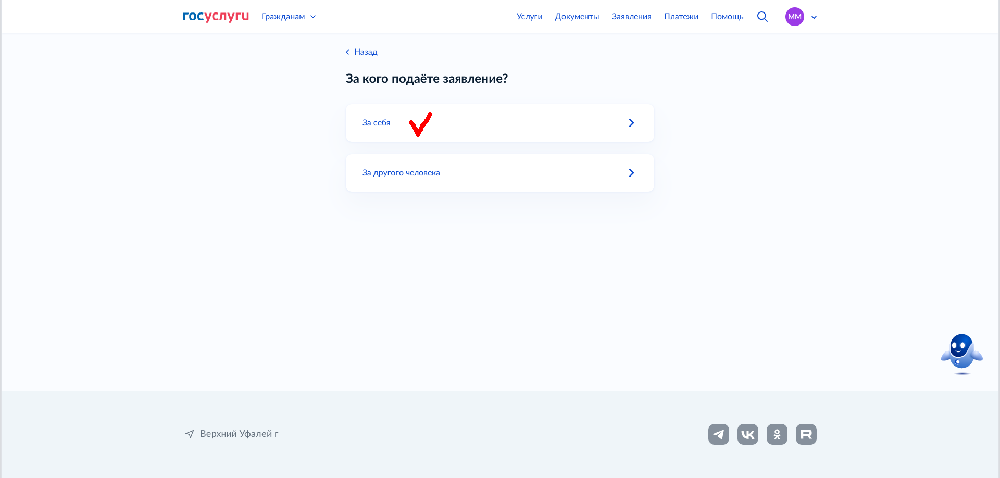 госуслуги Гражданам Услуги Документы Заявления Платежи Помощь ММ
Назад
За кого подаёте заявление?
За себя
За другого человека
Верхний Уфалей г